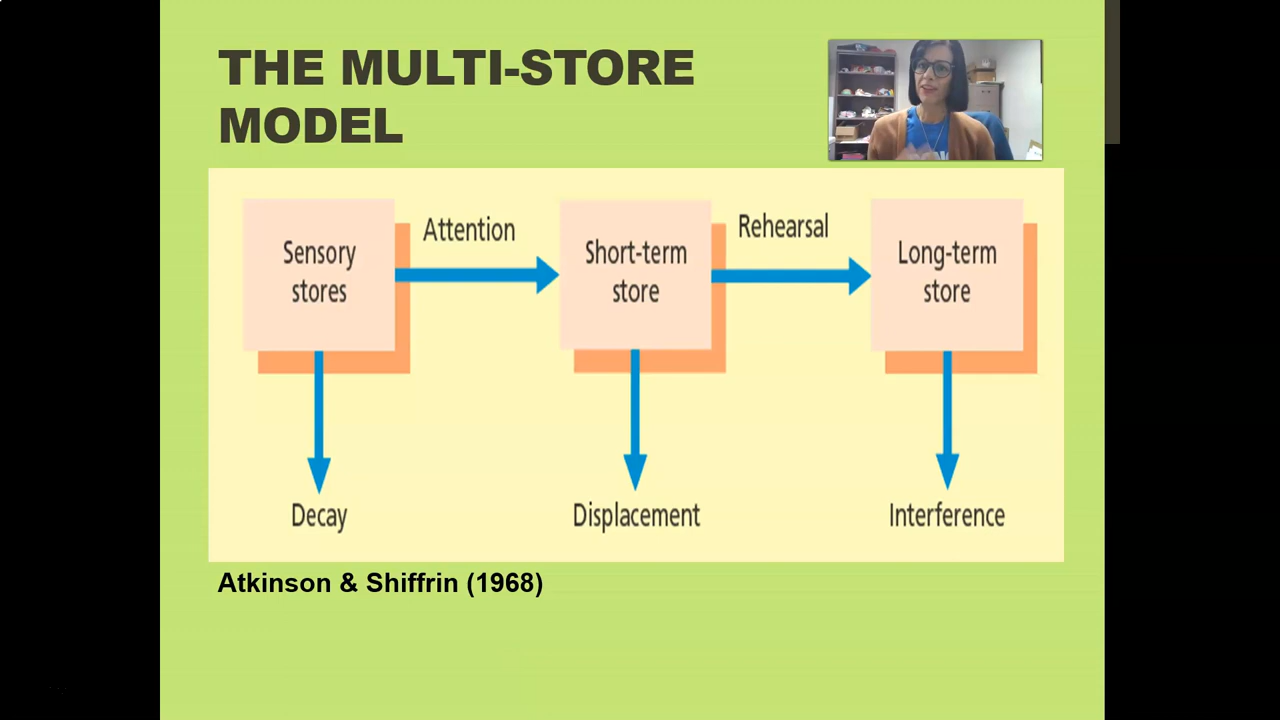 THE MULTI-STORE
MODEL
Attention
Rehearsal
Sensory
stores
Short-term
store
Long-term
store
Decay
Displacement
Interference
Atkinson & Shiffrin (1968)